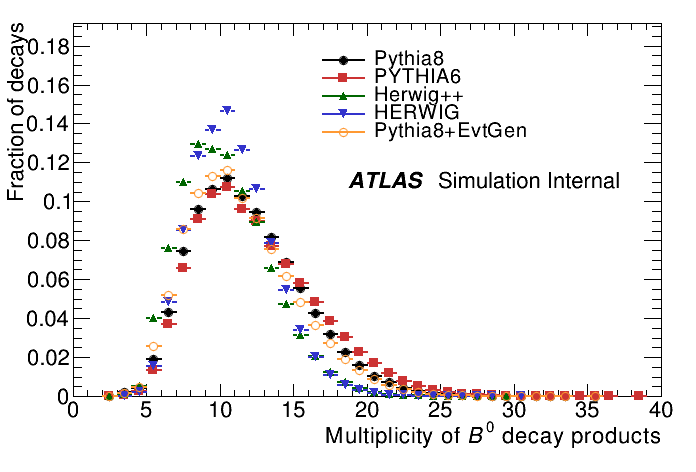 Fraction of decays
0.18
0.16
0.14
0.12
0.1
0.08
0.06
0.04
0.02
0
Pythia8
PYTHIA6
Herwig++
HERWIG
Pythia8+EvtGen
ATLAS Simulation Internal
0 5 10 15 20 25 30 35 40
Multiplicity of B⁰ decay products